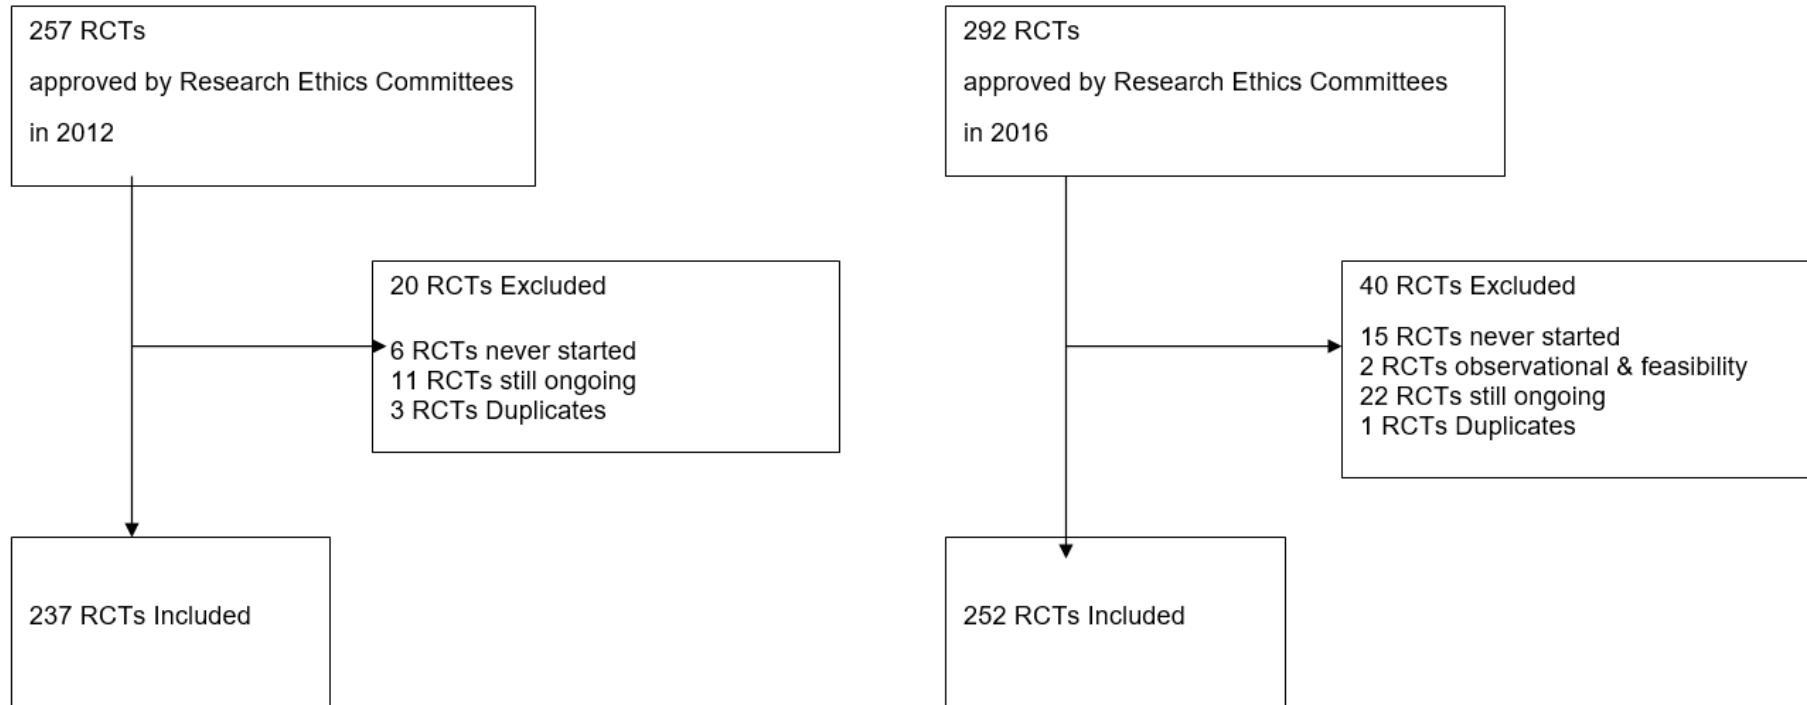 257 RCTs
approved by Research Ethics Committees
in 2012
20 RCTs Excluded
6 RCTs never started
11 RCTs still ongoing
3 RCTs Duplicates
237 RCTs Included
292 RCTs
approved by Research Ethics Committees
in 2016
40 RCTs Excluded
15 RCTs never started
2 RCTs observational & feasibility
22 RCTs still ongoing
1 RCTs Duplicates
252 RCTs Included